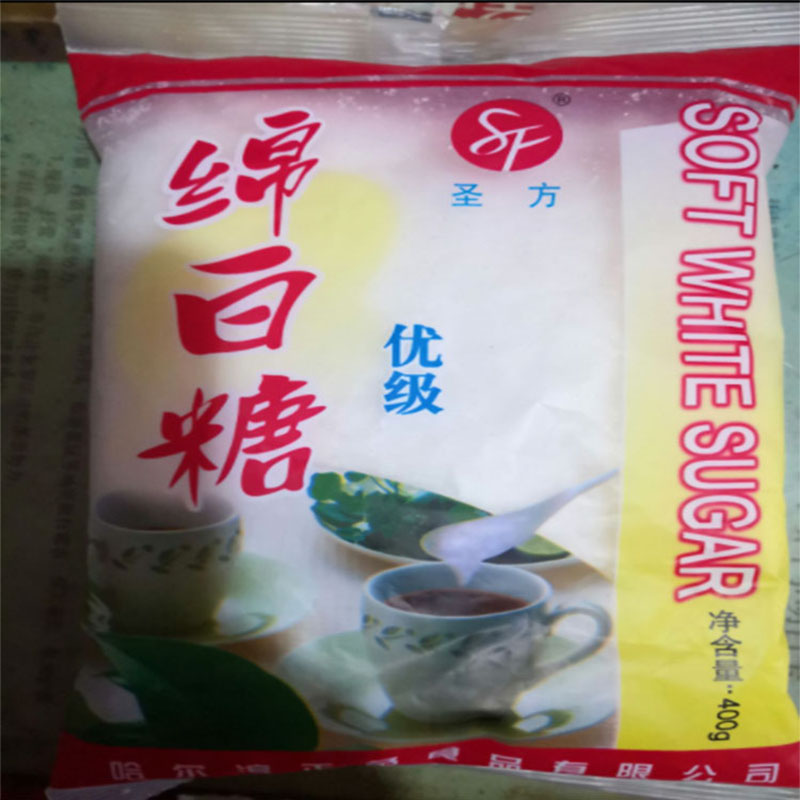 SF®
圣方
绵白糖
优级
SOFT WHITE SUGAR
净含量:400g
哈尔滨正
食品有限公司